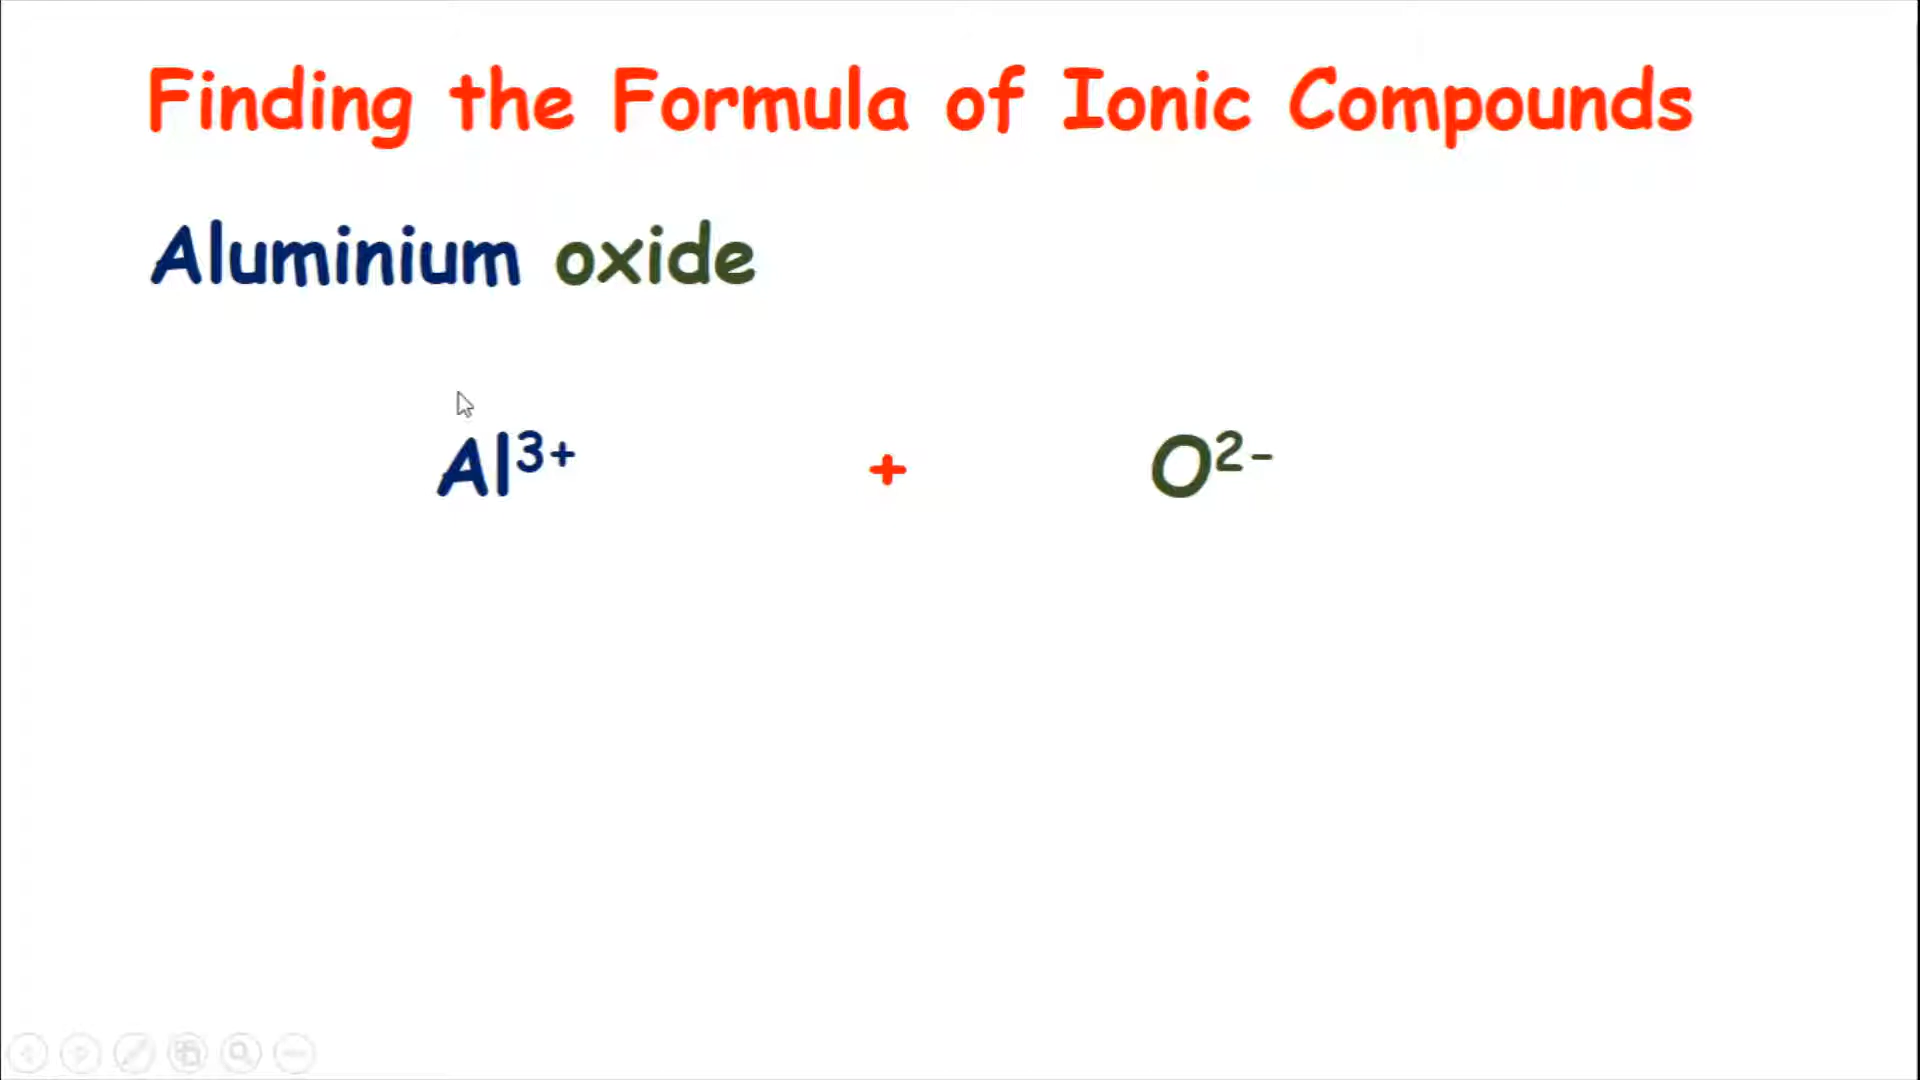 Finding the Formula of Ionic Compounds
Aluminium oxide
Al³⁺ + O²⁻